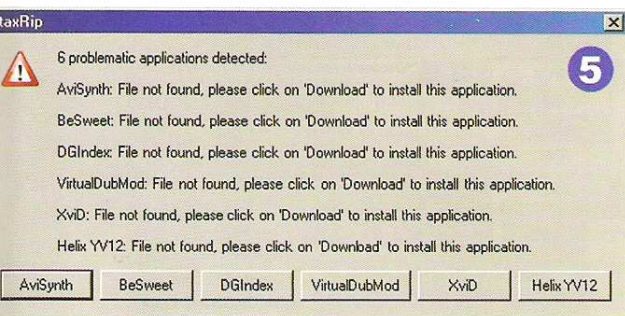 taxRip
6 problematic applications detected:
5
AviSynth: File not found, please click on 'Download' to install this application.
BeSweet: File not found, please click on 'Download' to install this application.
DGIndex: File not found, please click on 'Download' to install this application.
VirtualDubMod: File not found, please click on 'Download' to install this application.
XviD: File not found, please click on 'Download' to install this application.
Helix YV12: File not found, please click on 'Download' to install this application.
AviSynth BeSweet DGIndex VirtualDubMod XviD Helix YV12